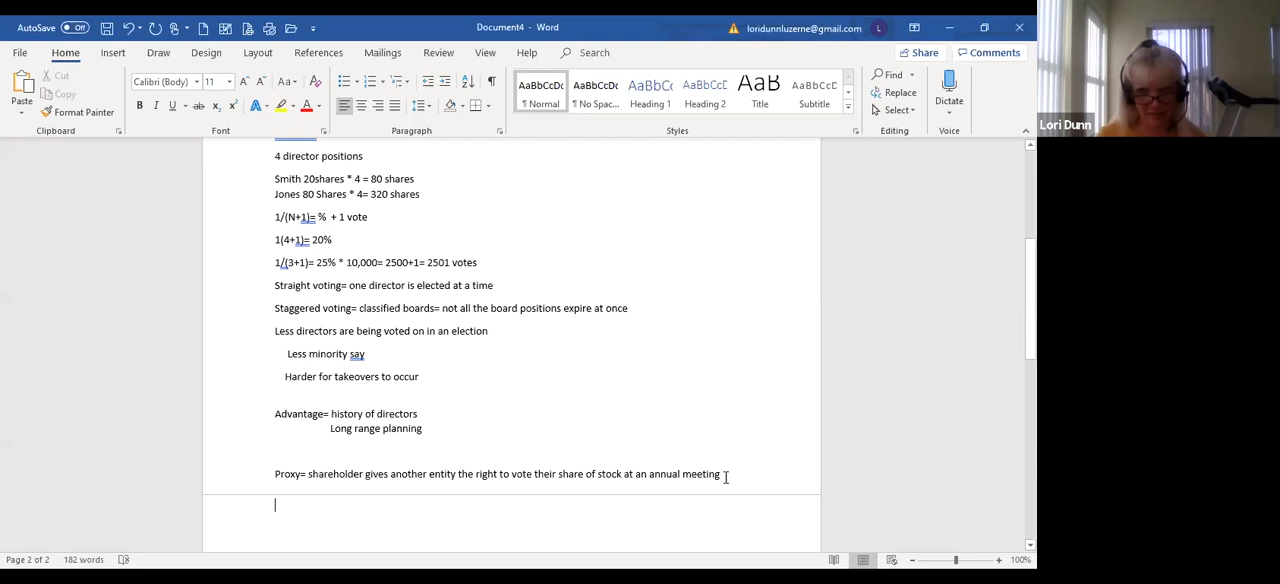 AutoSave Off Document4 - Word loridunnluzerne@gmail.com L
File Home Insert Draw Design Layout References Mailings Review View Help Search Share Comments
Paste Cut Copy Format Painter
Calibri (Body) 11
AaBbCcDc ¶ Normal AaBbCcDc ¶ No Spac... AaBbCc Heading 1 AaBbCcD Heading 2 AaB Title AaBbCcD Subtitle
Find Replace Select Dictate
Clipboard Font Paragraph Styles Editing Voice
Lori Dunn
4 director positions
Smith 20shares * 4 = 80 shares
Jones 80 Shares * 4= 320 shares
1/(N+1)= % + 1 vote
1(4+1)= 20%
1/(3+1)= 25% * 10,000= 2500+1= 2501 votes
Straight voting= one director is elected at a time
Staggered voting= classified boards= not all the board positions expire at once
Less directors are being voted on in an election
Less minority say
Harder for takeovers to occur
Advantage= history of directors
Long range planning
Proxy= shareholder gives another entity the right to vote their share of stock at an annual meeting
Page 2 of 2 182 words 100%